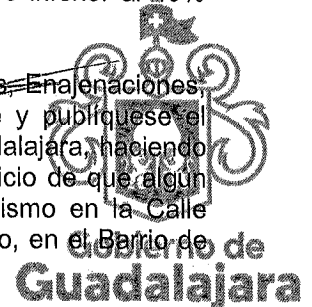 s, Enajenaciones,
e y publíquese el
dalajara, haciendo
icio de que algún
ismo en la Calle
o, en el Barrio de
Gobierno de
Guadalajara